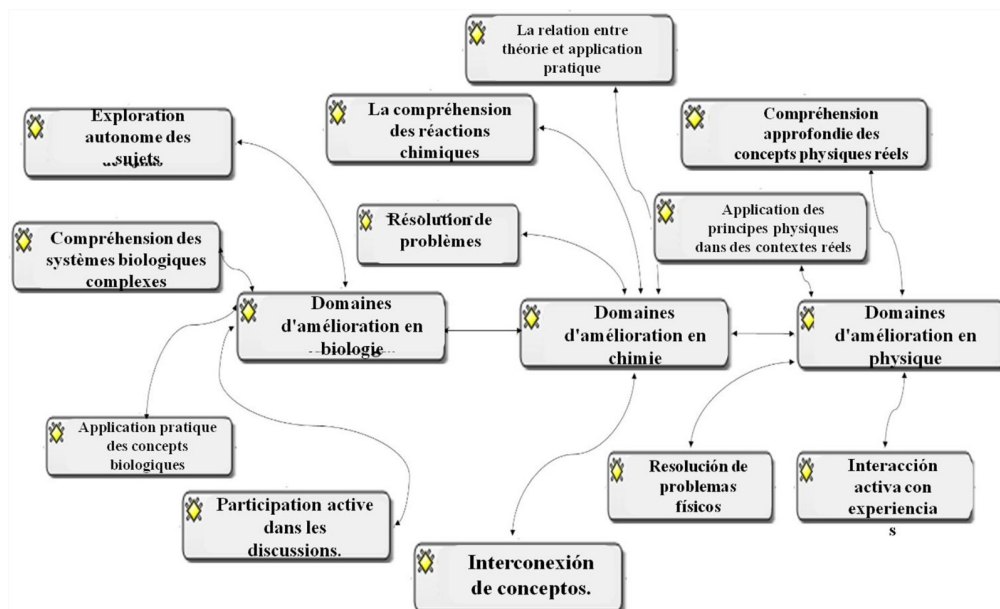 La relation entre
théorie et application
pratique
La compréhension
des réactions
chimiques
Compréhension
approfondie des
concepts physiques réels
Exploration
autonome des
sujets
Résolution de
problèmes
Application des
principes physiques
dans des contextes réels
Compréhension des
systèmes biologiques
complexes
Domaines
d'amélioration en
biologie
Domaines
d'amélioration en
chimie
Domaines
d'amélioration en
physique
Application pratique
des concepts
biologiques
Resolución de
problemas
físicos
Interacción
activa con
experiencia
s
Participation active
dans les
discussions.
Interconexión
de conceptos.